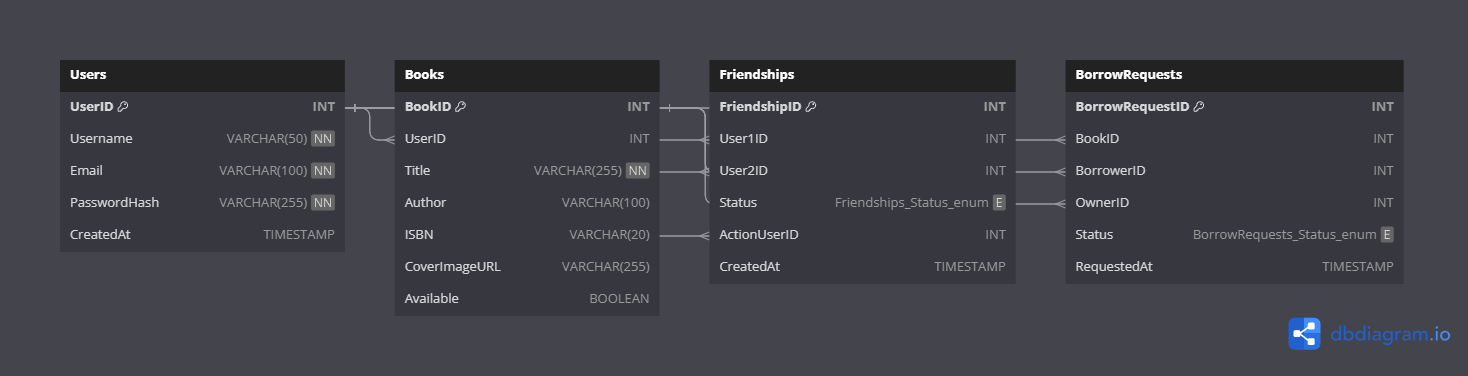 Users
UserID INT
Username VARCHAR(50) NN
Email VARCHAR(100) NN
PasswordHash VARCHAR(255) NN
CreatedAt TIMESTAMP
Books
BookID INT
UserID INT
Title VARCHAR(255) NN
Author VARCHAR(100)
ISBN VARCHAR(20)
CoverImageURL VARCHAR(255)
Available BOOLEAN
Friendships
FriendshipID INT
User1ID INT
User2ID INT
Status Friendships_Status_enum E
ActionUserID INT
CreatedAt TIMESTAMP
BorrowRequests
BorrowRequestID INT
BookID INT
BorrowerID INT
OwnerID INT
Status BorrowRequests_Status_enum E
RequestedAt TIMESTAMP
dbdiagram.io